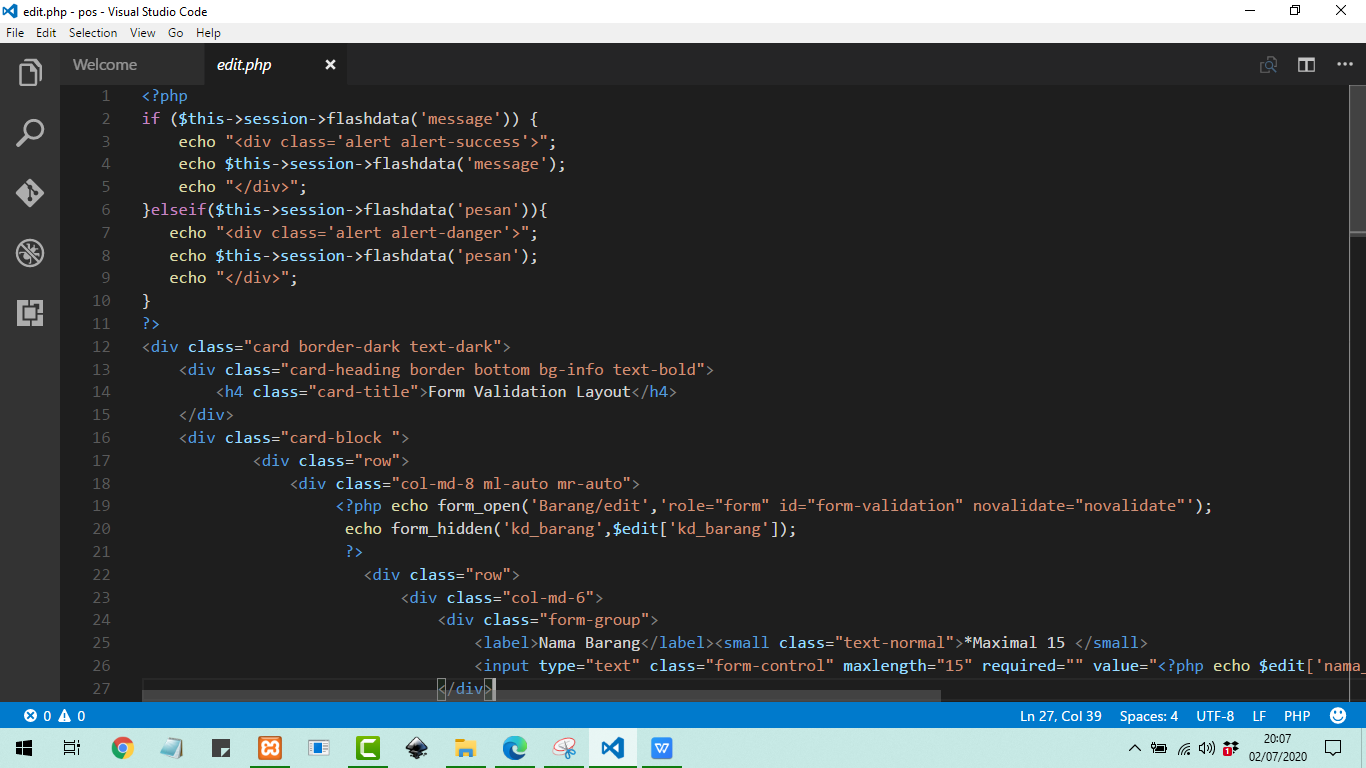 edit.php - pos - Visual Studio Code
File Edit Selection View Go Help
Welcome edit.php
1 <?php
2 if ($this->session->flashdata('message')) {
3 echo "<div class='alert alert-success'>";
4 echo $this->session->flashdata('message');
5 echo "</div>";
6 }elseif($this->session->flashdata('pesan')){
7 echo "<div class='alert alert-danger'>";
8 echo $this->session->flashdata('pesan');
9 echo "</div>";
10 }
11 ?>
12 <div class="card border-dark text-dark">
13 <div class="card-heading border bottom bg-info text-bold">
14 <h4 class="card-title">Form Validation Layout</h4>
15 </div>
16 <div class="card-block ">
17 <div class="row">
18 <div class="col-md-8 ml-auto mr-auto">
19 <?php echo form_open('Barang/edit','role="form" id="form-validation" novalidate="novalidate"');
20 echo form_hidden('kd_barang',$edit['kd_barang']);
21 ?>
22 <div class="row">
23 <div class="col-md-6">
24 <div class="form-group">
25 <label>Nama Barang</label><small class="text-normal">*Maximal 15 </small>
26 <input type="text" class="form-control" maxlength="15" required="" value="<?php echo $edit['nama_
27 </div>
0 0 Ln 27, Col 39 Spaces: 4 UTF-8 LF PHP
20:07
02/07/2020